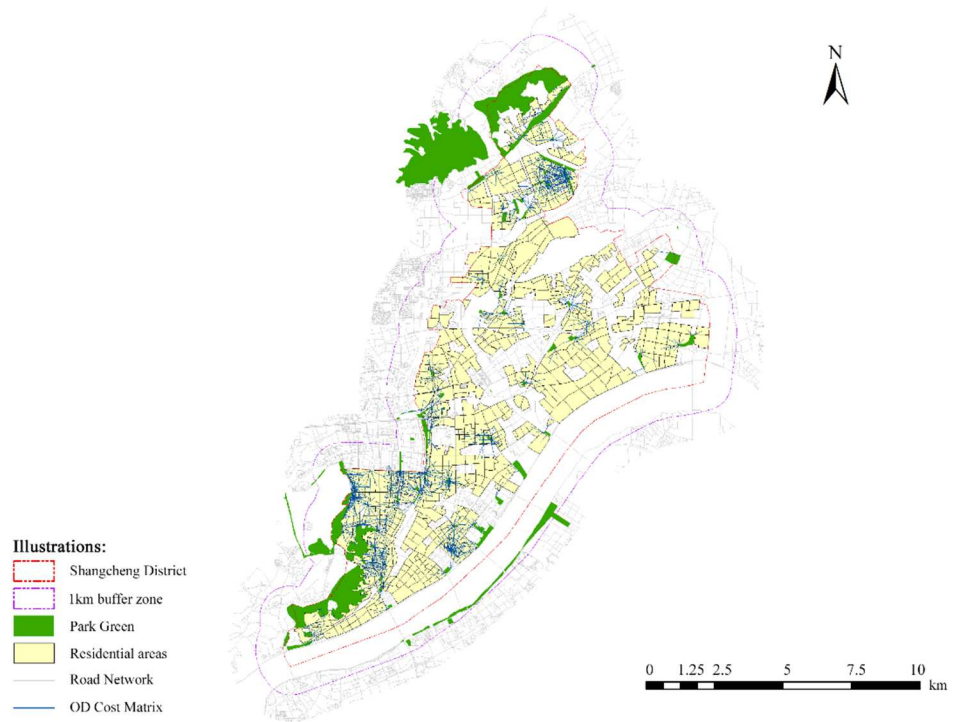 N
Illustrations:
Shangcheng District
1km buffer zone
Park Green
Residential areas
Road Network
OD Cost Matrix
0 1.25 2.5 5 7.5 10
km